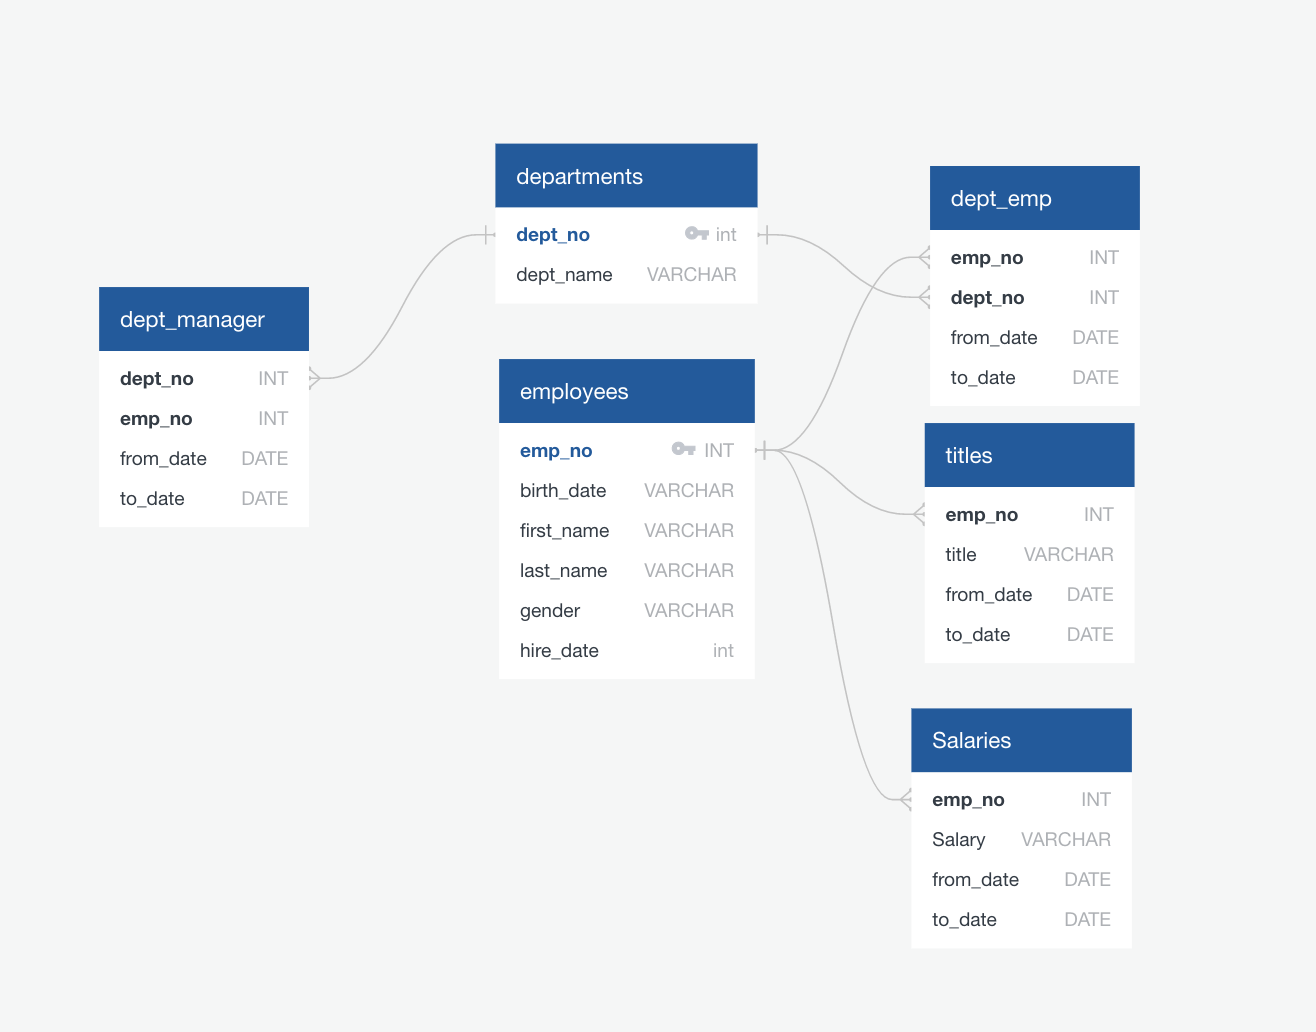 departments
dept_no int
dept_name VARCHAR
dept_emp
emp_no INT
dept_no INT
from_date DATE
to_date DATE
dept_manager
dept_no INT
emp_no INT
from_date DATE
to_date DATE
employees
emp_no INT
birth_date VARCHAR
first_name VARCHAR
last_name VARCHAR
gender VARCHAR
hire_date int
titles
emp_no INT
title VARCHAR
from_date DATE
to_date DATE
Salaries
emp_no INT
Salary VARCHAR
from_date DATE
to_date DATE